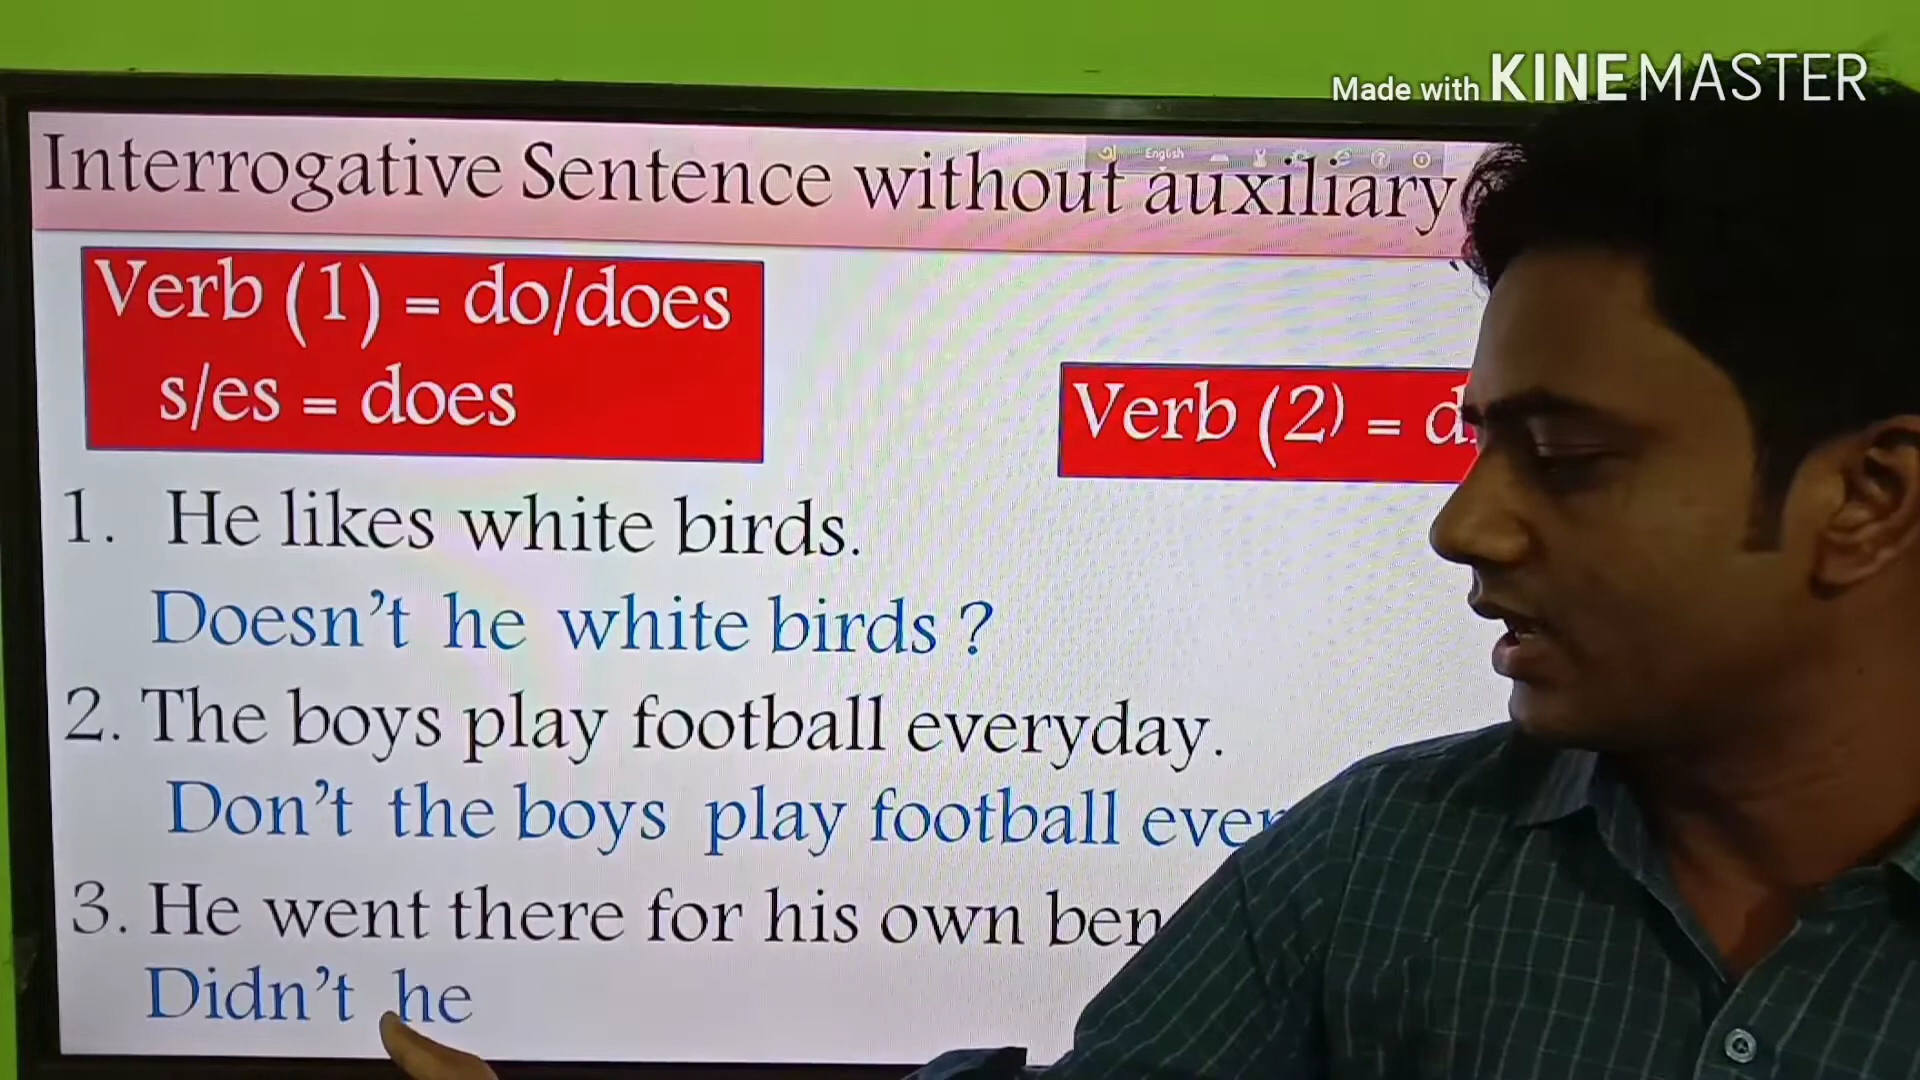 Made with KINEMASTER
Interrogative Sentence without auxiliary
অ English
Verb (1) = do/does
s/es = does
Verb (2) =
1. He likes white birds.
Doesn't he white birds ?
2. The boys play football everyday.
Don't the boys play football
3. He went there for his own
Didn't he